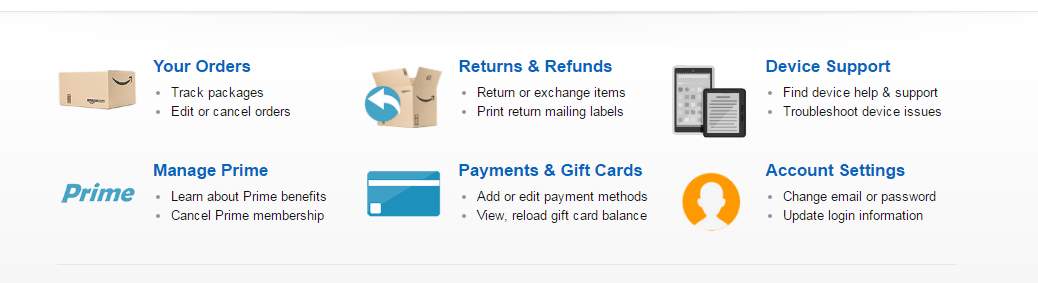 Your Orders
Track packages
Edit or cancel orders
Returns & Refunds
Return or exchange items
Print return mailing labels
Device Support
Find device help & support
Troubleshoot device issues
Prime
Manage Prime
Learn about Prime benefits
Cancel Prime membership
Payments & Gift Cards
Add or edit payment methods
View, reload gift card balance
Account Settings
Change email or password
Update login information